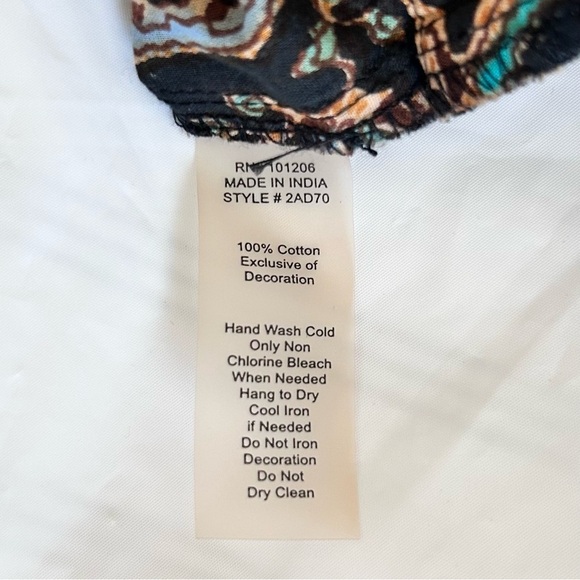 RN# 101206
MADE IN INDIA
STYLE # 2AD70
100% Cotton
Exclusive of
Decoration
Hand Wash Cold
Only Non
Chlorine Bleach
When Needed
Hang to Dry
Cool Iron
if Needed
Do Not Iron
Decoration
Do Not
Dry Clean